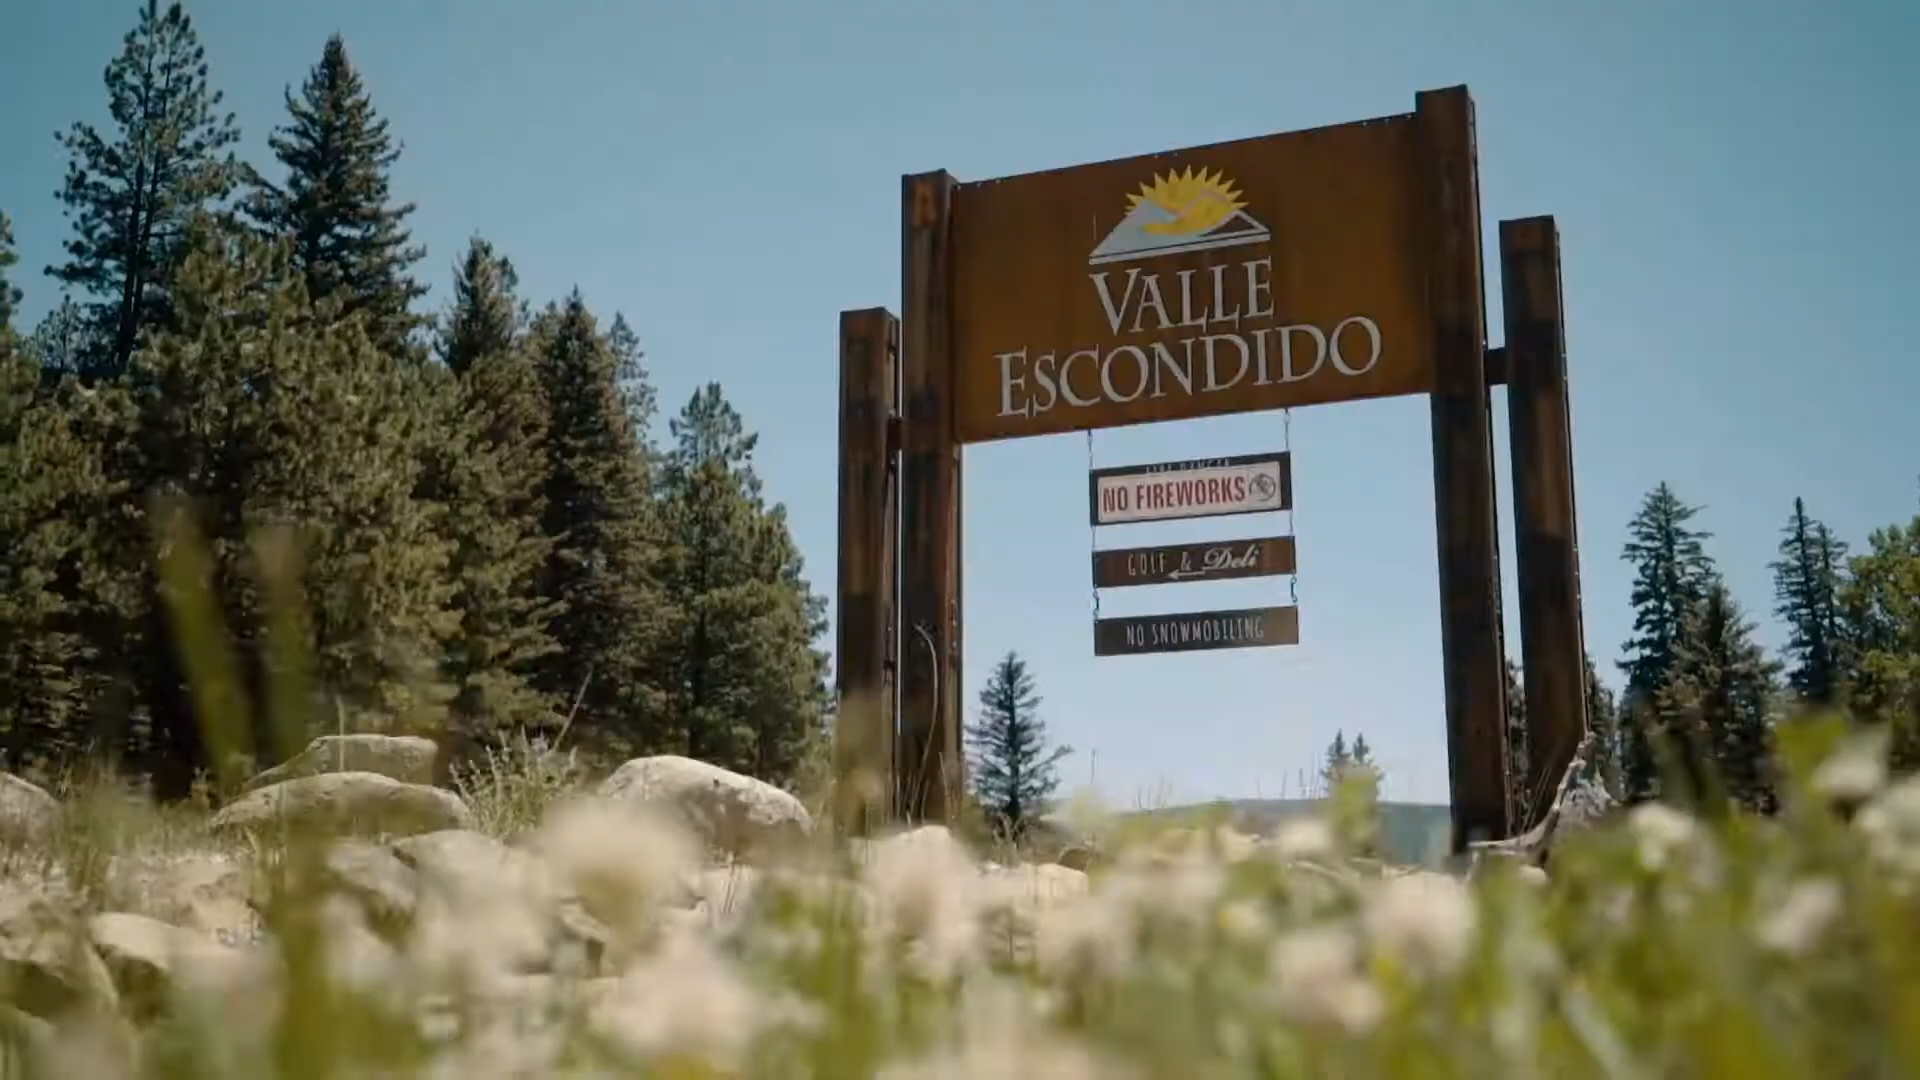 VALLE
ESCONDIDO
NO FIREWORKS
GOLF & Deli
NO SNOWMOBILING